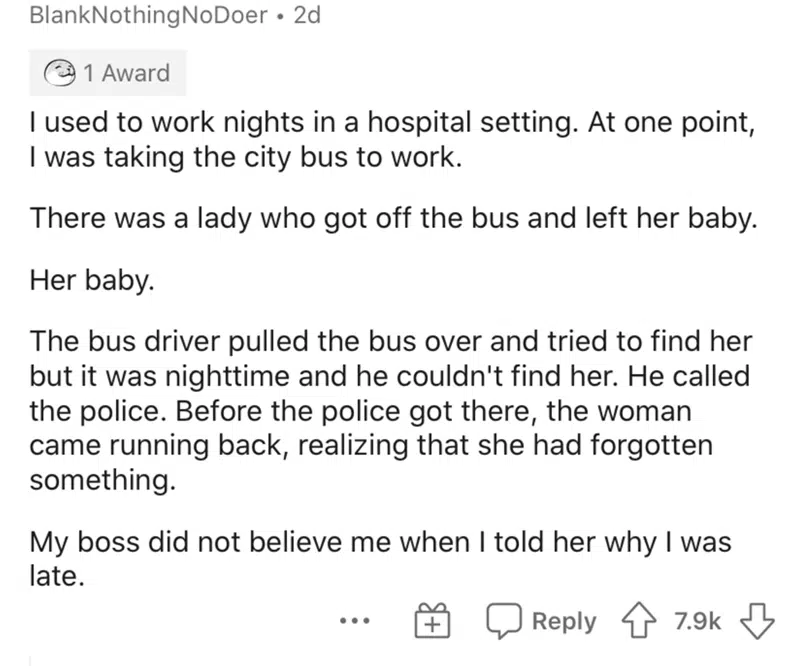 BlankNothingNoDoer • 2d
1 Award
I used to work nights in a hospital setting. At one point,
I was taking the city bus to work.
There was a lady who got off the bus and left her baby.
Her baby.
The bus driver pulled the bus over and tried to find her
but it was nighttime and he couldn't find her. He called
the police. Before the police got there, the woman
came running back, realizing that she had forgotten
something.
My boss did not believe me when I told her why I was
late.
Reply 7.9k